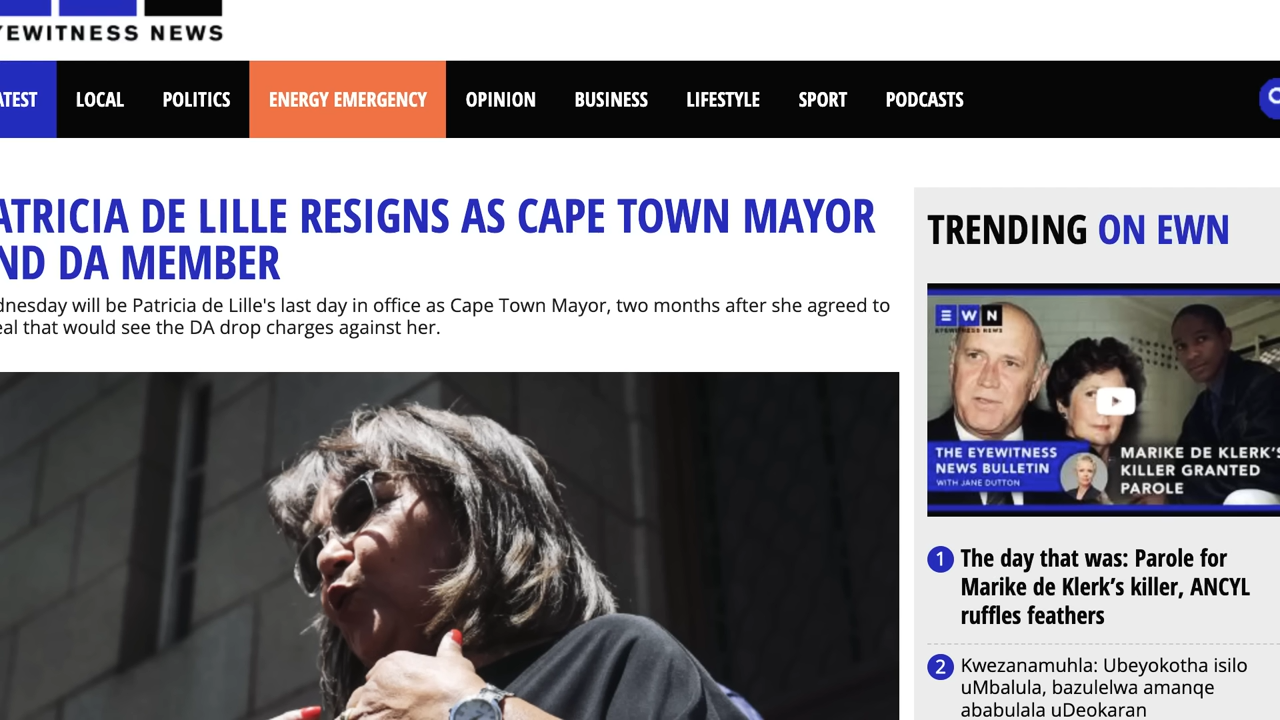 YEWITNESS NEWS
ATEST LOCAL POLITICS ENERGY EMERGENCY OPINION BUSINESS LIFESTYLE SPORT PODCASTS
ATRICIA DE LILLE RESIGNS AS CAPE TOWN MAYOR
ND DA MEMBER
dnesday will be Patricia de Lille's last day in office as Cape Town Mayor, two months after she agreed to
eal that would see the DA drop charges against her.
TRENDING ON EWN
EWN
EYEWITNESS NEWS
THE EYEWITNESS
NEWS BULLETIN
WITH JANE DUTTON
MARIKE DE KLERK'S
KILLER GRANTED
PAROLE
1 The day that was: Parole for
Marike de Klerk’s killer, ANCYL
ruffles feathers
2 Kwezanamuhla: Ubeyokotha isilo
uMbalula, bazulelwa amanqe
ababulala uDeokaran